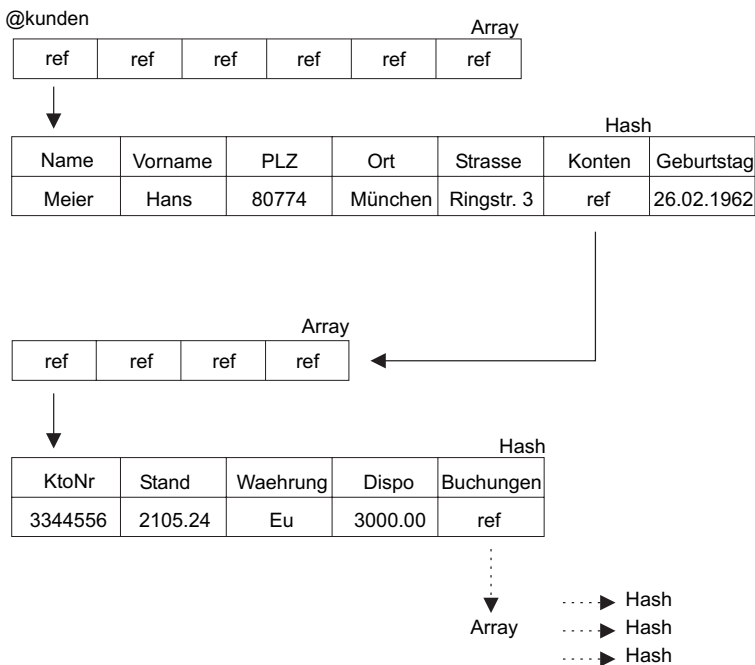 @kunden
Array
ref ref ref ref ref ref
Hash
Name Vorname PLZ Ort Strasse Konten Geburtstag
Meier Hans 80774 München Ringstr. 3 ref 26.02.1962
Array
ref ref ref ref
Hash
KtoNr Stand Waehrung Dispo Buchungen
3344556 2105.24 Eu 3000.00 ref
Hash
Array Hash
Hash